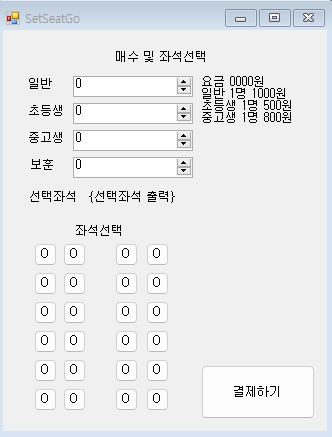 SetSeatGo
매수 및 좌석선택
일반 0
초등생 0
중고생 0
보훈 0
요금 0000원
일반 1명 1000원
초등생 1명 500원
중고생 1명 800원
선택좌석 {선택좌석 출력}
좌석선택
0 0 0 0
0 0 0 0
0 0 0 0
0 0 0 0
0 0 0 0
0 0 0 0
결제하기